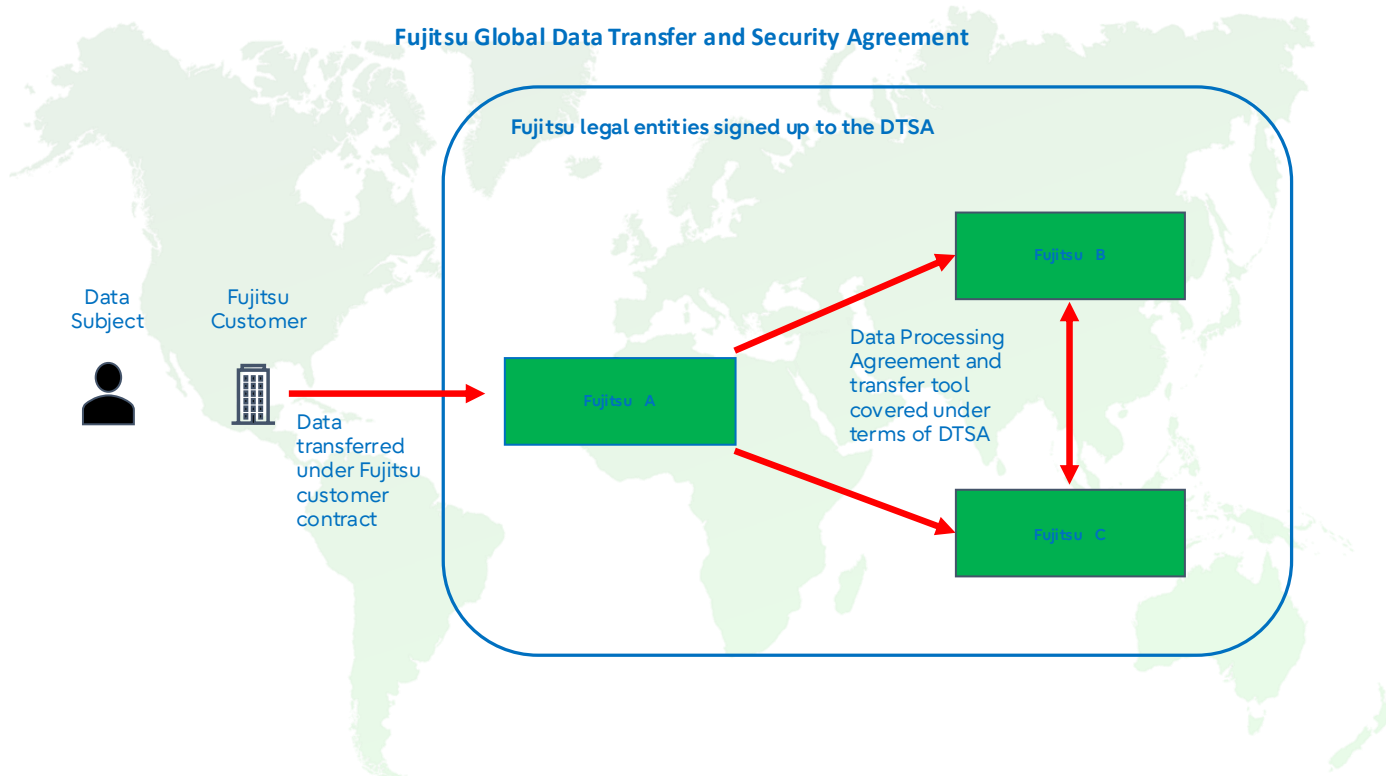 Fujitsu Global Data Transfer and Security Agreement
Fujitsu legal entities signed up to the DTSA
Data
Subject
Fujitsu
Customer
Data
transferred
under Fujitsu
customer
contract
Fujitsu A
Fujitsu B
Data Processing
Agreement and
transfer tool
covered under
terms of DTSA
Fujitsu C